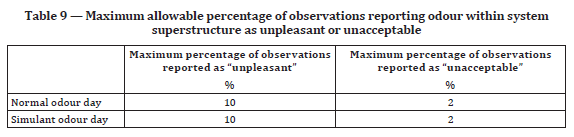 Table 9 — Maximum allowable percentage of observations reporting odour within system
superstructure as unpleasant or unacceptable
Maximum percentage of observations
reported as “unpleasant”
%
Maximum percentage of observations
reported as “unacceptable”
%
Normal odour day 10 2
Simulant odour day 10 2